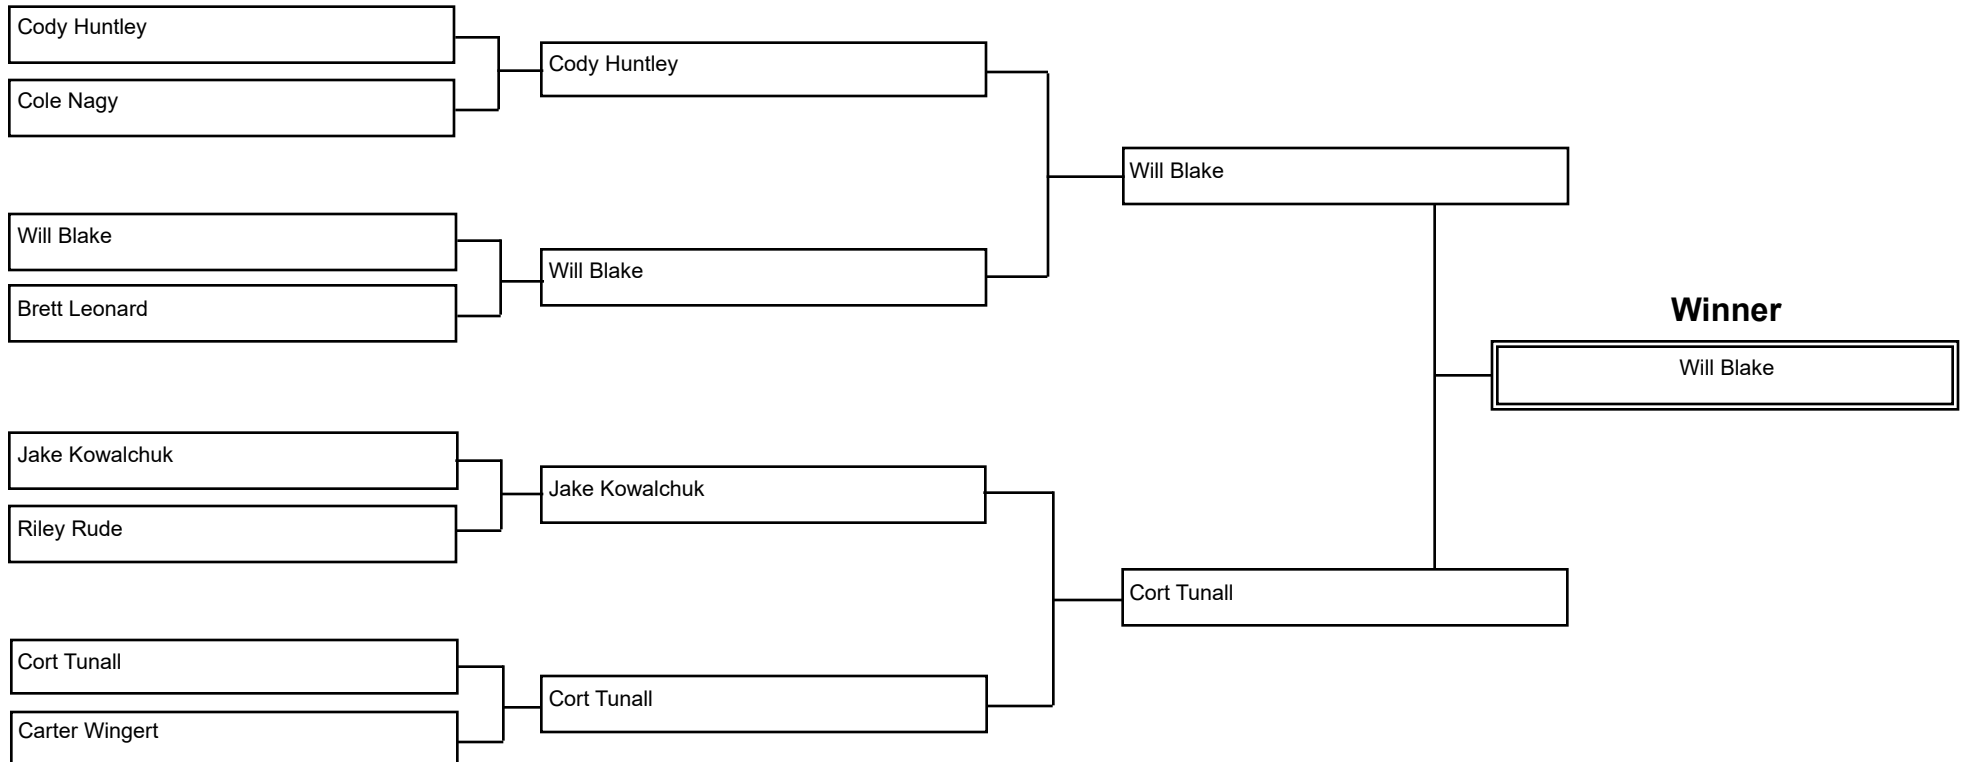 Cody Huntley
Cole Nagy
Will Blake
Brett Leonard
Jake Kowalchuk
Riley Rude
Cort Tunall
Carter Wingert
Cody Huntley
Will Blake
Jake Kowalchuk
Cort Tunall
Will Blake
Cort Tunall
Winner
Will Blake